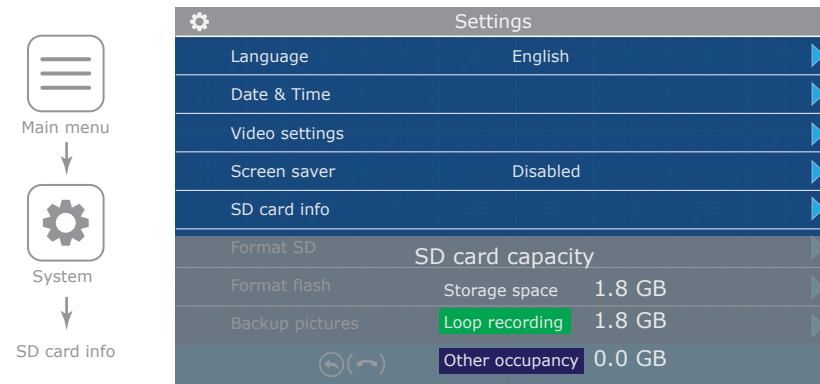 Main menu
System
SD card info
Settings
Language English
Date & Time
Video settings
Screen saver Disabled
SD card info
Format SD
Format flash
Backup pictures
SD card capacity
Storage space 1.8 GB
Loop recording 1.8 GB
Other occupancy 0.0 GB